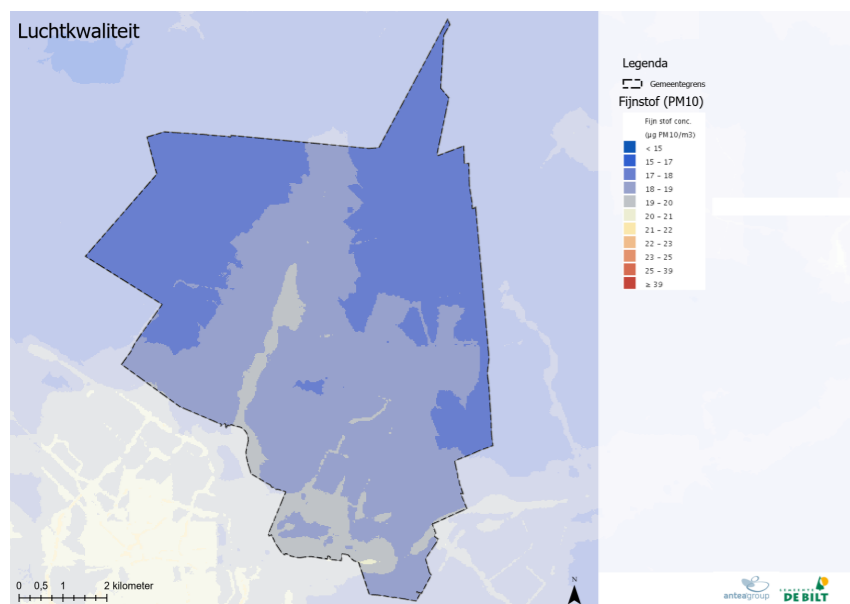 Luchtkwaliteit
Legenda
Gemeentegrens
Fijnstof (PM10)
Fijn stof conc.
(µg PM10/m3)
< 15
15 – 17
17 – 18
18 – 19
19 – 20
20 – 21
21 – 22
22 – 23
23 – 25
25 – 39
≥ 39
0 0,5 1 2 kilometer
N
anteagroup
GEMEENTE
DE BILT